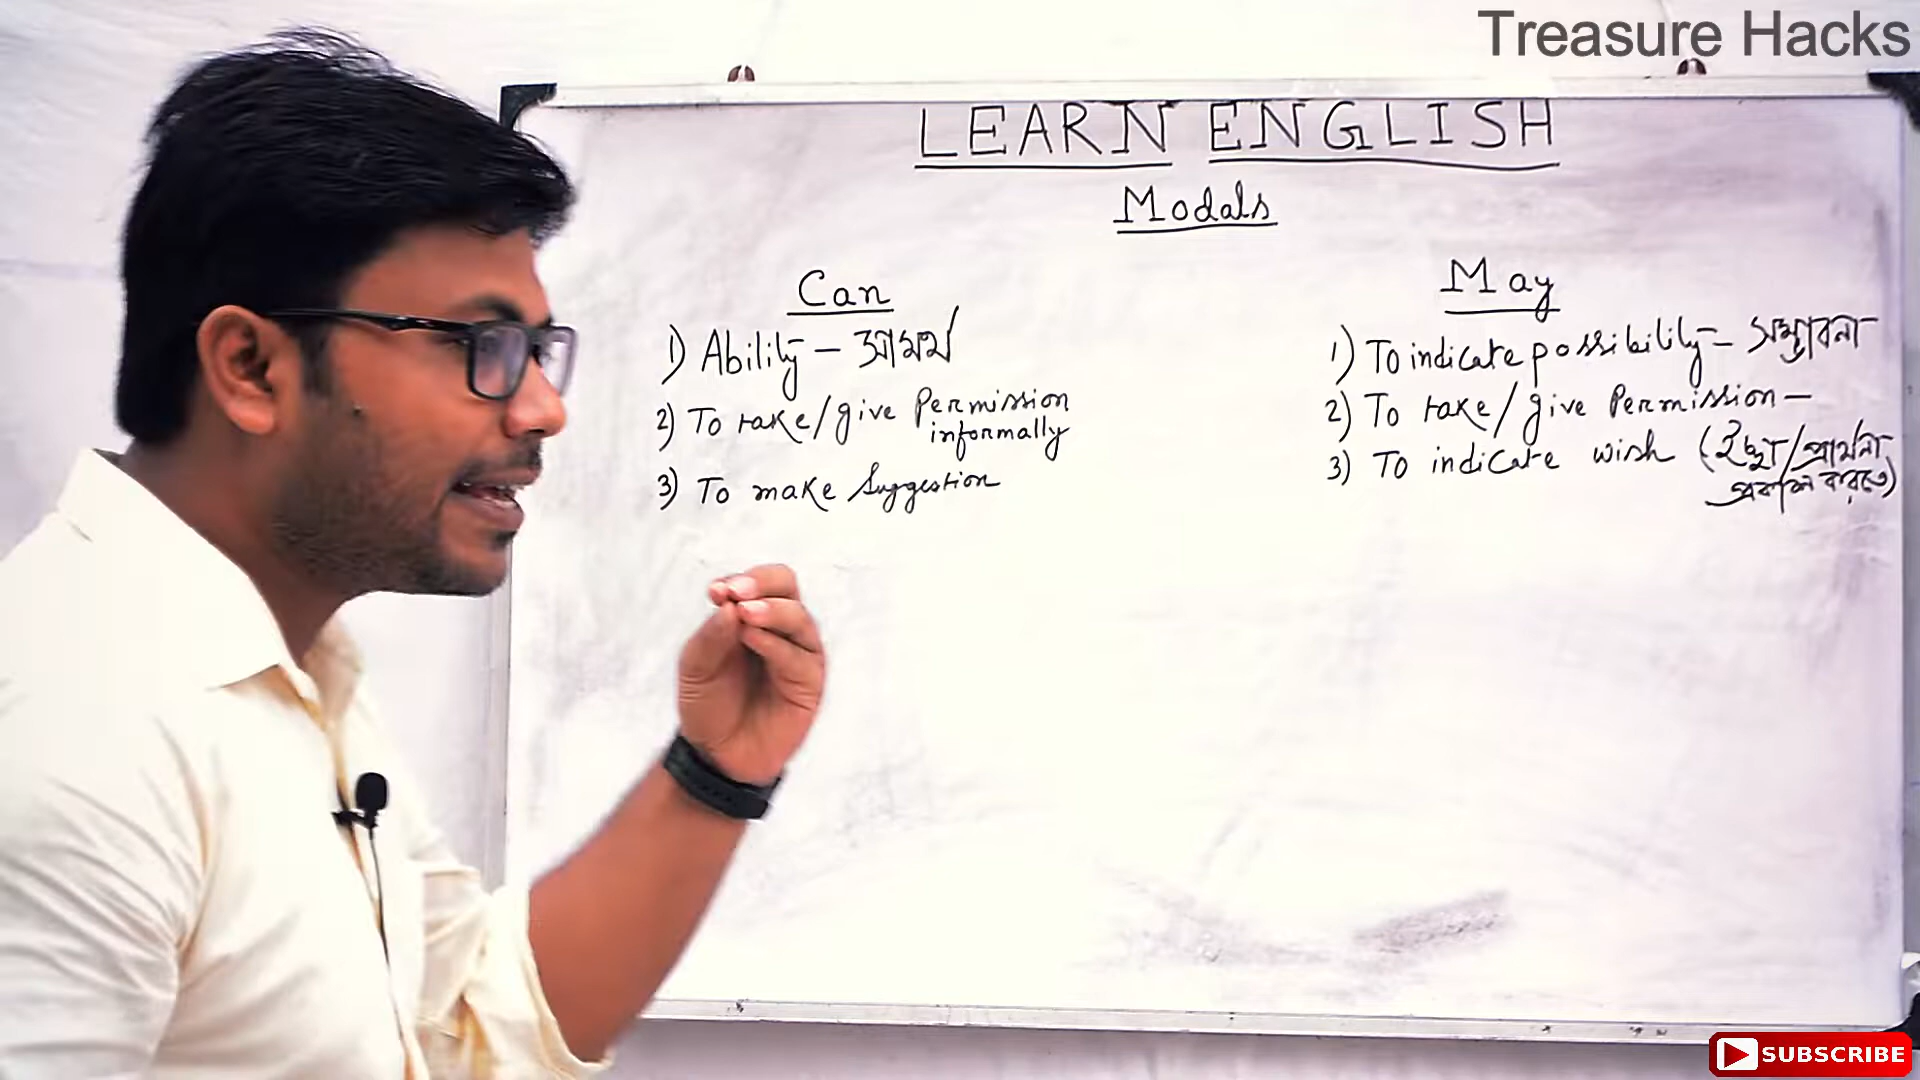 Treasure Hacks
LEARN ENGLISH
Modals
Can
1) Ability – সামর্থ
2) To take/give Permission
informally
3) To make Suggestion
May
1) To indicate possibility – সম্ভাবনা
2) To take/give Permission –
3) To indicate wish (ইচ্ছা/প্রার্থনা
প্রকাশ করতে)
SUBSCRIBE